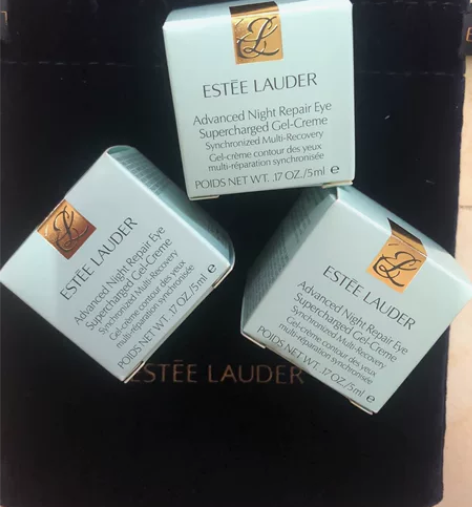 ESTÉE LAUDER
Advanced Night Repair Eye
Supercharged Gel-Creme
Synchronized Multi-Recovery
Gel-crème contour des yeux
multi-réparation synchronisée
POIDS NET WT. .17 OZ./5ml e
ESTÉE LAUDER
Advanced Night Repair Eye
Supercharged Gel-Creme
Synchronized Multi-Recovery
Gel-crème contour des yeux
multi-réparation synchronisée
POIDS NET WT. .17 OZ./5ml e
ESTÉE LAUDER
Advanced Night Repair Eye
Supercharged Gel-Creme
Synchronized Multi-Recovery
Gel-crème contour des yeux
multi-réparation synchronisée
POIDS NET WT. .17 OZ./5ml e
ESTĒE LAUDER